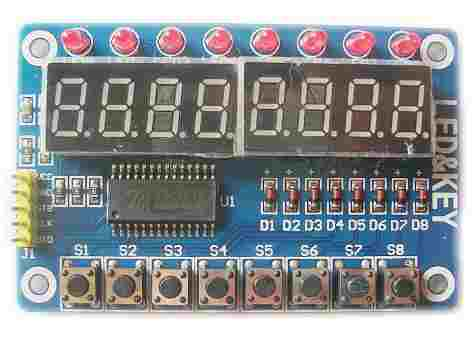 LED&KEY
U1
D1 D2 D3 D4 D5 D6 D7 D8
J1
S1 S2 S3 S4 S5 S6 S7 S8